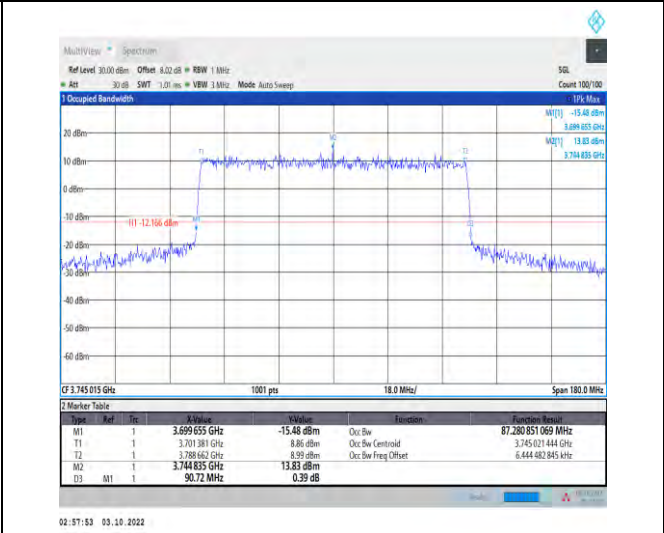 MultiView Spectrum
Ref Level 30.00 dBm Offset 8.02 dB RBW 1 MHz SGL
Att 30 dB SWT 1.01 ms VBW 3 MHz Mode Auto Sweep Count 100/100
1 Occupied Bandwidth 1Pk Max
M1[1] -15.48 dBm
3.699 655 GHz
M2[1] 13.83 dBm
3.744 835 GHz
20 dBm
M2
T1 T2
10 dBm
0 dBm
-10 dBm
H1 -12.166 dBm
-20 dBm
-30 dBm
-40 dBm
-50 dBm
-60 dBm
CF 3.745 015 GHz 1001 pts 18.0 MHz/ Span 180.0 MHz
2 Marker Table
Type Ref Trc X-Value Y-Value Function Function Result
M1 1 3.699 655 GHz -15.48 dBm Occ Bw 87.280 851 069 MHz
T1 1 3.701 381 GHz 8.86 dBm Occ Bw Centroid 3.745 021 444 GHz
T2 1 3.788 662 GHz 8.99 dBm Occ Bw Freq Offset 6.444 482 845 kHz
M2 1 3.744 835 GHz 13.83 dBm
D3 M1 1 90.72 MHz 0.39 dB
02:57:53 03.10.2022